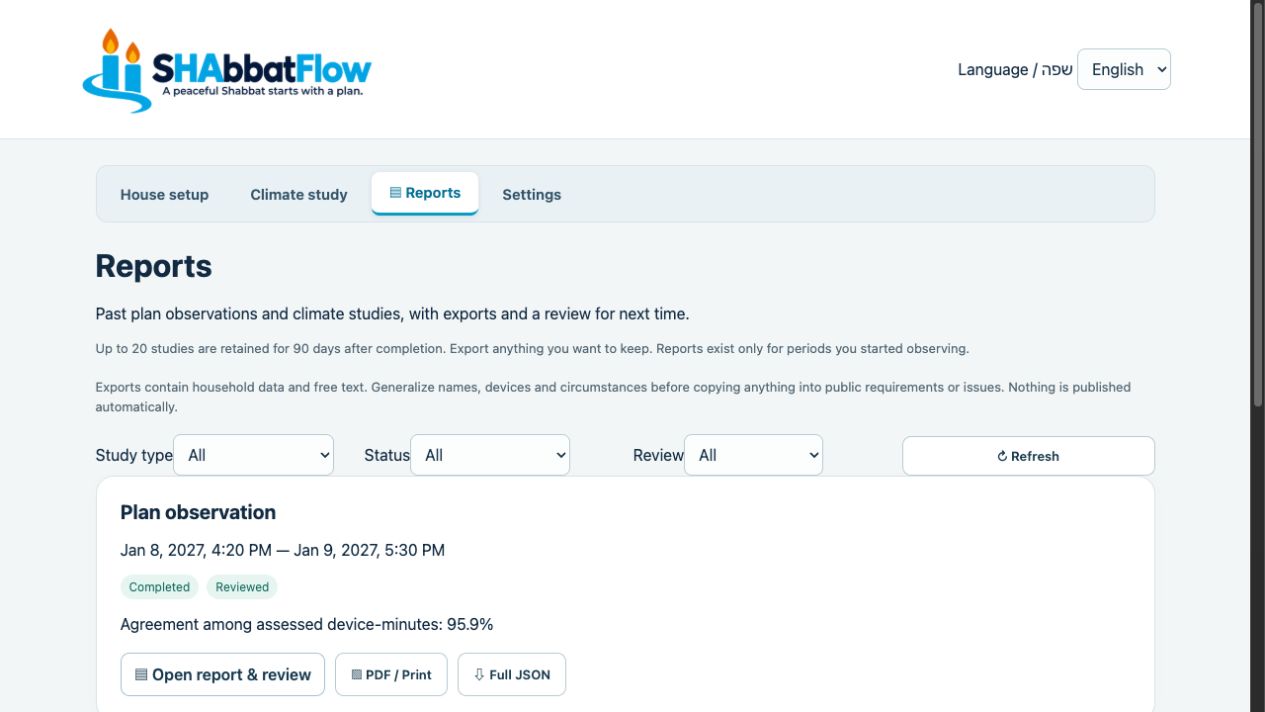 SHAbbatFlow
A peaceful Shabbat starts with a plan.
Language / שפה English
House setup Climate study Reports Settings
Reports
Past plan observations and climate studies, with exports and a review for next time.
Up to 20 studies are retained for 90 days after completion. Export anything you want to keep. Reports exist only for periods you started observing.
Exports contain household data and free text. Generalize names, devices and circumstances before copying anything into public requirements or issues. Nothing is published
automatically.
Study type All Status All Review All Refresh
Plan observation
Jan 8, 2027, 4:20 PM — Jan 9, 2027, 5:30 PM
Completed Reviewed
Agreement among assessed device-minutes: 95.9%
Open report & review PDF / Print Full JSON